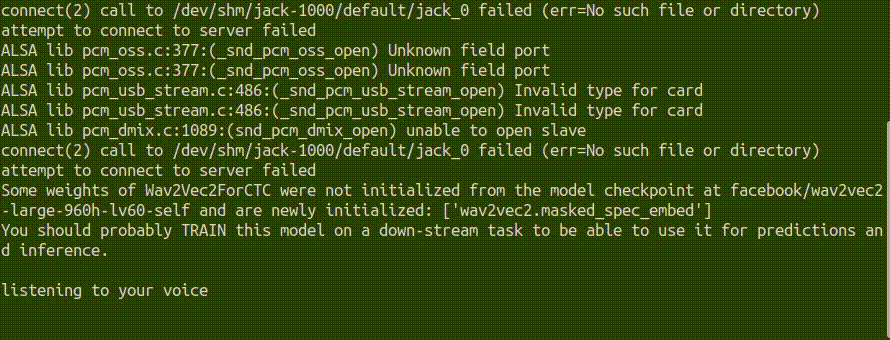 connect(2) call to /dev/shm/jack-1000/default/jack_0 failed (err=No such file or directory)
attempt to connect to server failed
ALSA lib pcm_oss.c:377:(_snd_pcm_oss_open) Unknown field port
ALSA lib pcm_oss.c:377:(_snd_pcm_oss_open) Unknown field port
ALSA lib pcm_usb_stream.c:486:(_snd_pcm_usb_stream_open) Invalid type for card
ALSA lib pcm_usb_stream.c:486:(_snd_pcm_usb_stream_open) Invalid type for card
ALSA lib pcm_dmix.c:1089:(snd_pcm_dmix_open) unable to open slave
connect(2) call to /dev/shm/jack-1000/default/jack_0 failed (err=No such file or directory)
attempt to connect to server failed
Some weights of Wav2Vec2ForCTC were not initialized from the model checkpoint at facebook/wav2vec2
-large-960h-lv60-self and are newly initialized: ['wav2vec2.masked_spec_embed']
You should probably TRAIN this model on a down-stream task to be able to use it for predictions an
d inference.
listening to your voice